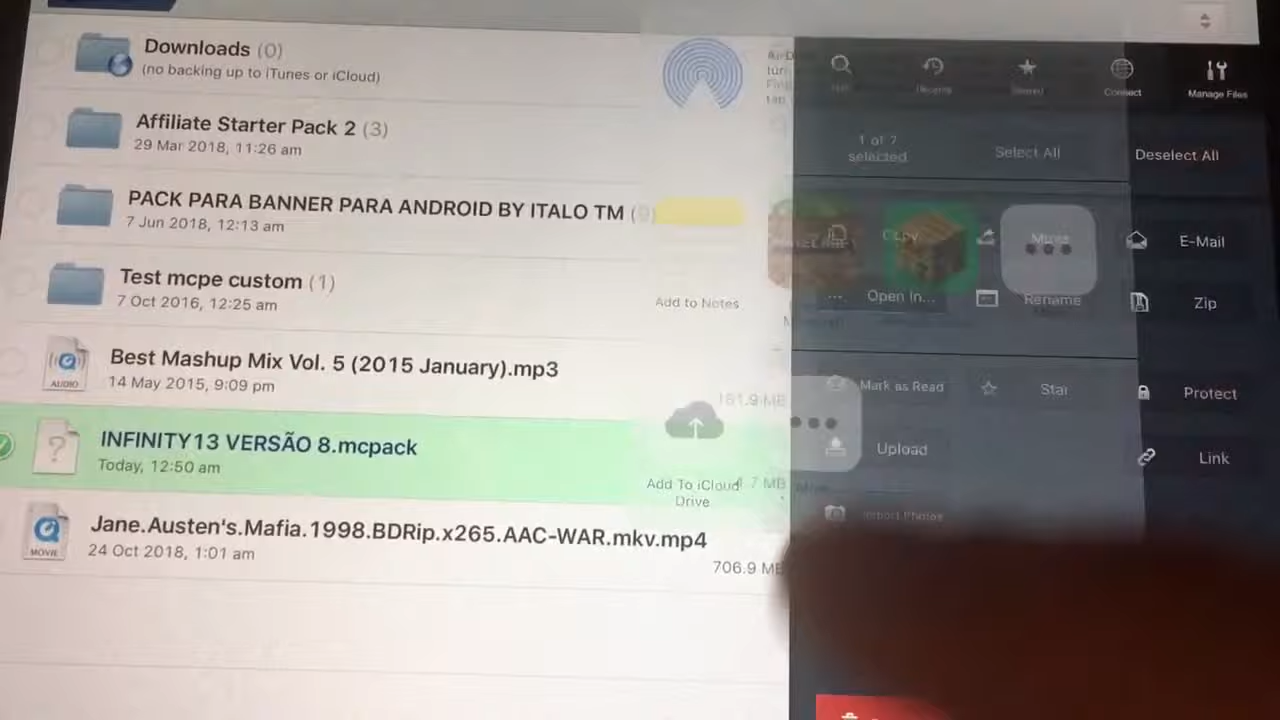 Downloads (0)
(no backing up to iTunes or iCloud)
Affiliate Starter Pack 2 (3)
29 Mar 2018, 11:26 am
PACK PARA BANNER PARA ANDROID BY ITALO TM (9)
7 Jun 2018, 12:13 am
Test mcpe custom (1)
7 Oct 2016, 12:25 am
Best Mashup Mix Vol. 5 (2015 January).mp3
14 May 2015, 9:09 pm
AUDIO
INFINITY13 VERSÃO 8.mcpack
Today, 12:50 am
Jane.Austen's.Mafia.1998.BDRip.x265.AAC-WAR.mkv.mp4
24 Oct 2018, 1:01 am
MOVIE
706.9 MB
Add to Notes
Add To iCloud
Drive
Connect
Manage Files
1 of 7
selected
Select All
Deselect All
Copy
E-Mail
Open In...
Rename
Zip
Mark as Read
Star
Protect
Upload
Link
Import Photos